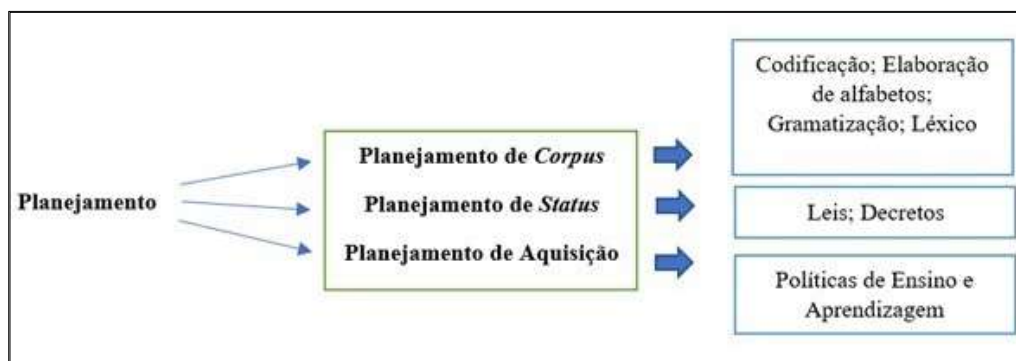 Planejamento
Planejamento de Corpus
Planejamento de Status
Planejamento de Aquisição
Codificação; Elaboração
de alfabetos;
Gramatização; Léxico
Leis; Decretos
Políticas de Ensino e
Aprendizagem